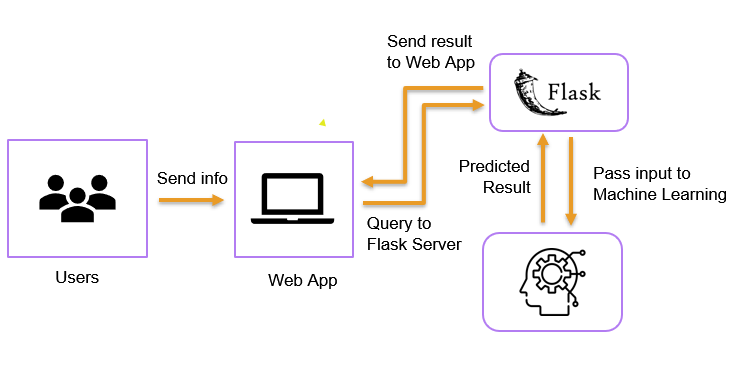 Send result
to Web App
Flask
Send info
Predicted
Result
Pass input to
Machine Learning
Query to
Flask Server
Users
Web App